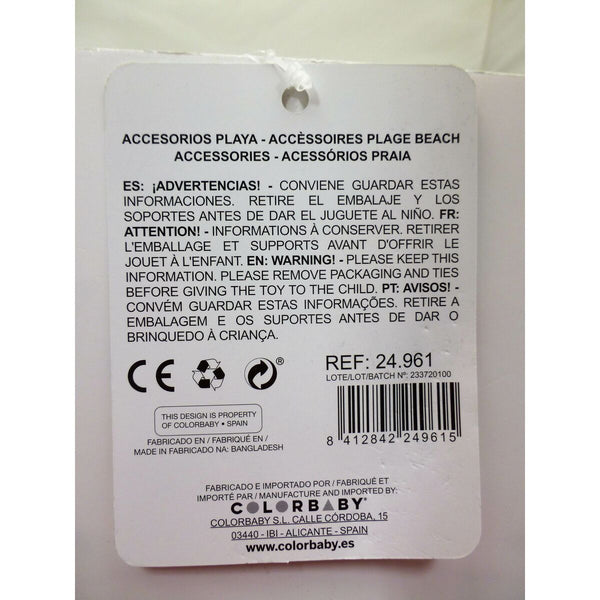 ACCESORIOS PLAYA - ACCÈSSOIRES PLAGE BEACH
ACCESSORIES - ACESSÓRIOS PRAIA
ES: ¡ADVERTENCIAS! - CONVIENE GUARDAR ESTAS
INFORMACIONES. RETIRE EL EMBALAJE Y LOS
SOPORTES ANTES DE DAR EL JUGUETE AL NIÑO. FR:
ATTENTION! - INFORMATIONS À CONSERVER. RETIRER
L'EMBALLAGE ET SUPPORTS AVANT D'OFFRIR LE
JOUET À L'ENFANT. EN: WARNING! - PLEASE KEEP THIS
INFORMATION. PLEASE REMOVE PACKAGING AND TIES
BEFORE GIVING THE TOY TO THE CHILD. PT: AVISOS! -
CONVÉM GUARDAR ESTAS INFORMAÇÕES. RETIRE A
EMBALAGEM E OS SUPORTES ANTES DE DAR O
BRINQUEDO À CRIANÇA.
CE
®
REF: 24.961
LOTE/LOT/BATCH Nº: 233720100
8 412842 249615
THIS DESIGN IS PROPERTY
OF COLORBABY • SPAIN
FABRICADO EN / FABRIQUÉ EN /
MADE IN FABRICADO NA: BANGLADESH
FABRICADO E IMPORTADO POR / FABRIQUÉ ET
IMPORTÉ PAR / MANUFACTURE AND IMPORTED BY:
COLORBABY®
COLORBABY S.L. CALLE CÓRDOBA, 15
03440 - IBI - ALICANTE - SPAIN
www.colorbaby.es